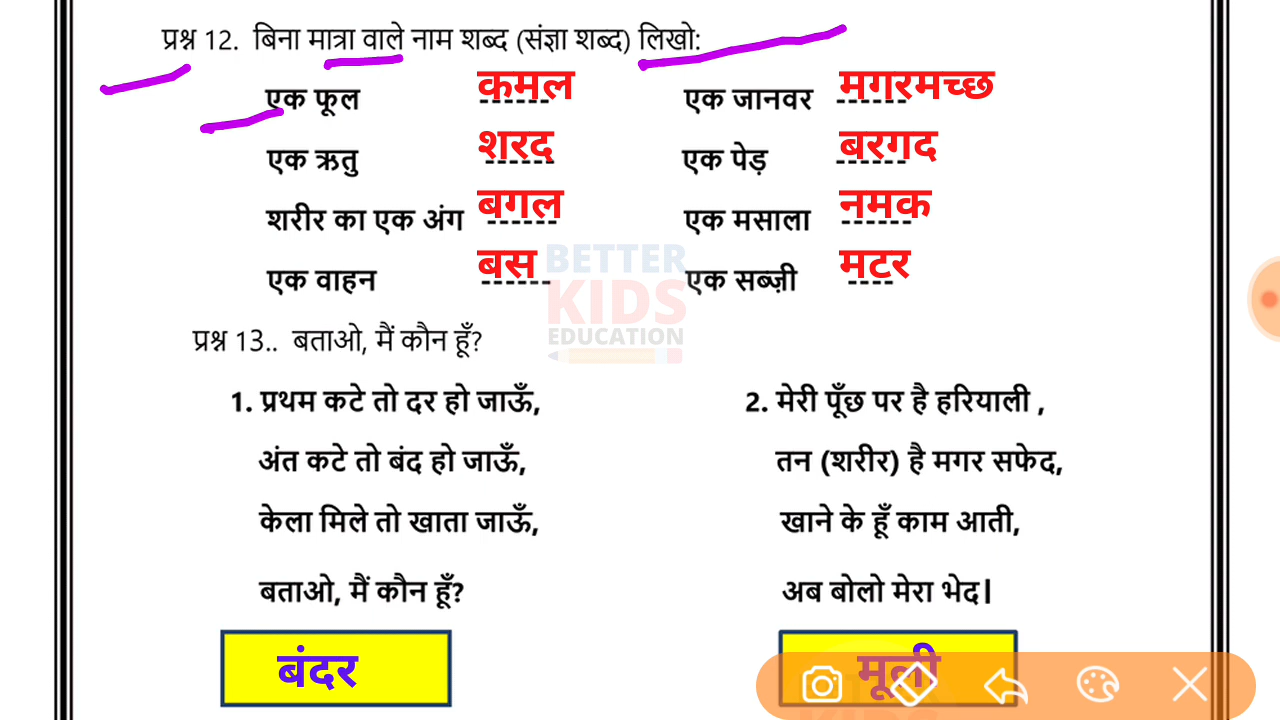 प्रश्न 12. बिना मात्रा वाले नाम शब्द (संज्ञा शब्द) लिखो:
एक फूल ------ कमल एक जानवर ------ मगरमच्छ
एक ऋतु ------ शरद एक पेड़ ------ बरगद
शरीर का एक अंग ------ बगल एक मसाला ------ नमक
एक वाहन ------ बस एक सब्ज़ी ---- मटर
BETTER
KIDS
EDUCATION
प्रश्न 13.. बताओ, मैं कौन हूँ?
1. प्रथम कटे तो दर हो जाऊँ,
अंत कटे तो बंद हो जाऊँ,
केला मिले तो खाता जाऊँ,
बताओ, मैं कौन हूँ?
बंदर
2. मेरी पूँछ पर है हरियाली ,
तन (शरीर) है मगर सफेद,
खाने के हूँ काम आती,
अब बोलो मेरा भेद|
मूली